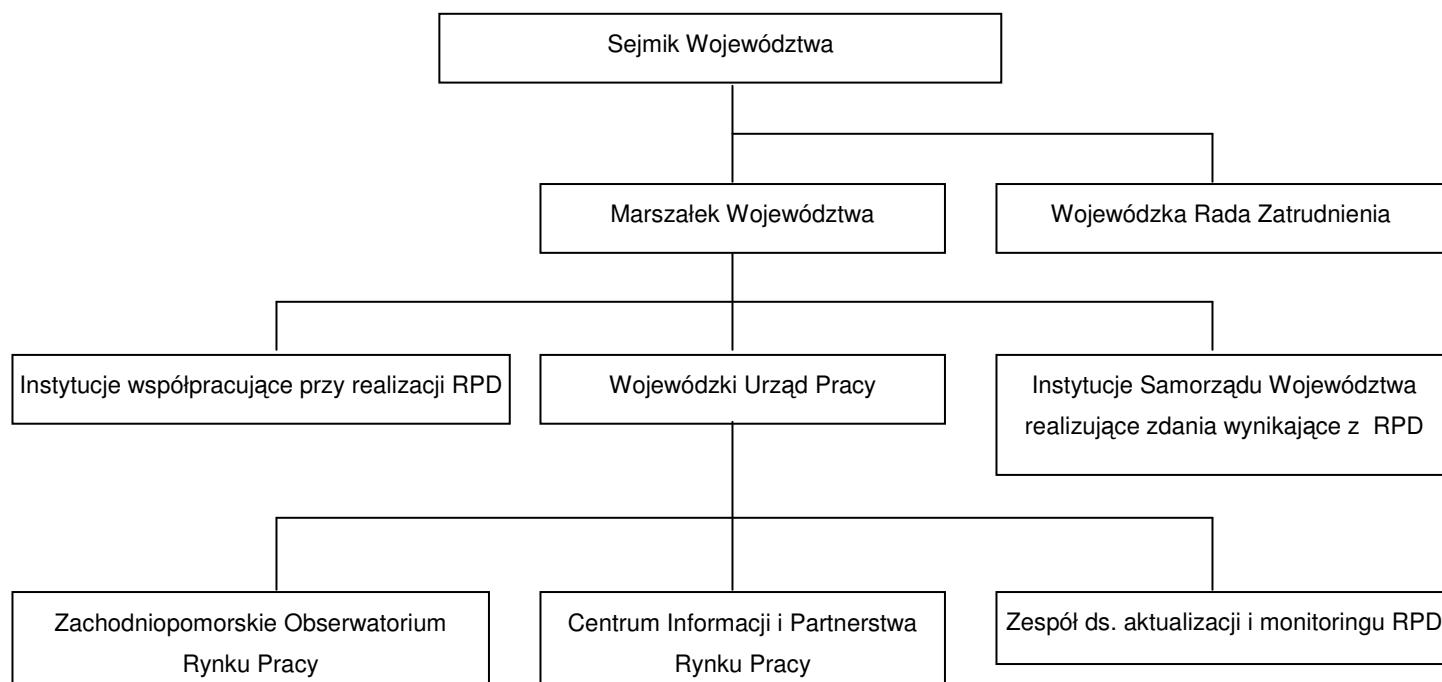 Sejmik Województwa
Marszałek Województwa
Wojewódzka Rada Zatrudnienia
Instytucje współpracujące przy realizacji RPD
Wojewódzki Urząd Pracy
Instytucje Samorządu Województwa
realizujące zdania wynikające z RPD
Zachodniopomorskie Obserwatorium
Rynku Pracy
Centrum Informacji i Partnerstwa
Rynku Pracy
Zespół ds. aktualizacji i monitoringu RPD